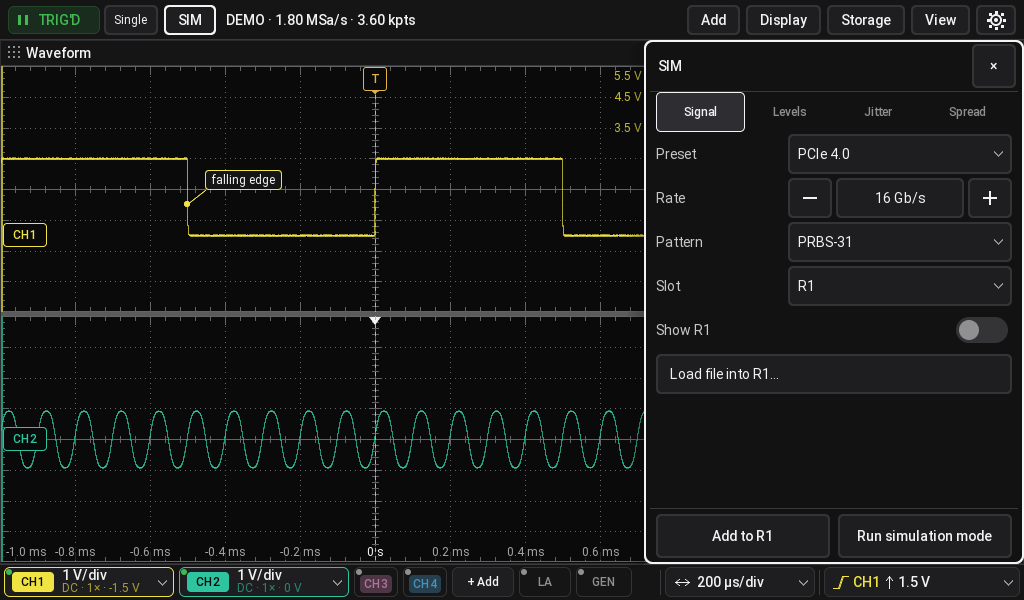 TRIG'D Single SIM DEMO · 1.80 MSa/s · 3.60 kpts Add Display Storage View
Waveform
T
5.5 V
4.5 V
3.5 V
falling edge
CH1
CH2
-1.0 ms -0.8 ms -0.6 ms -0.4 ms -0.2 ms 0's 0.2 ms 0.4 ms 0.6 ms
SIM ×
Signal Levels Jitter Spread
Preset PCIe 4.0
Rate − 16 Gb/s +
Pattern PRBS-31
Slot R1
Show R1
Load file into R1...
Add to R1 Run simulation mode
CH1 1 V/div
DC · 1× · -1.5 V
CH2 1 V/div
DC · 1× · 0 V
CH3 CH4 + Add LA GEN ↔ 200 µs/div CH1 ↑ 1.5 V